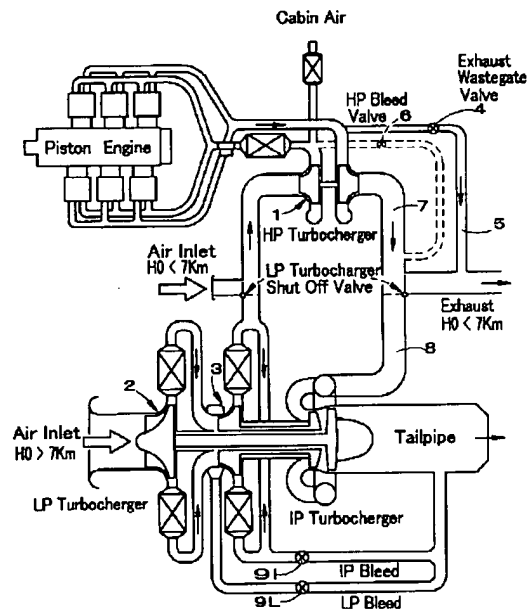 Cabin Air
Exhaust
Wastegate
Valve
4
HP Bleed
Valve
6
Piston Engine
1
HP Turbocherger
7
5
Air Inlet
H0 < 7Km
LP Turbocharger
Shut Off Valve
Exhaust
H0 < 7Km
8
2
3
Air Inlet
H0 > 7Km
Tailpipe
LP Turbocherger
IP Turbocherger
9I
IP Bleed
9L
LP Bleed